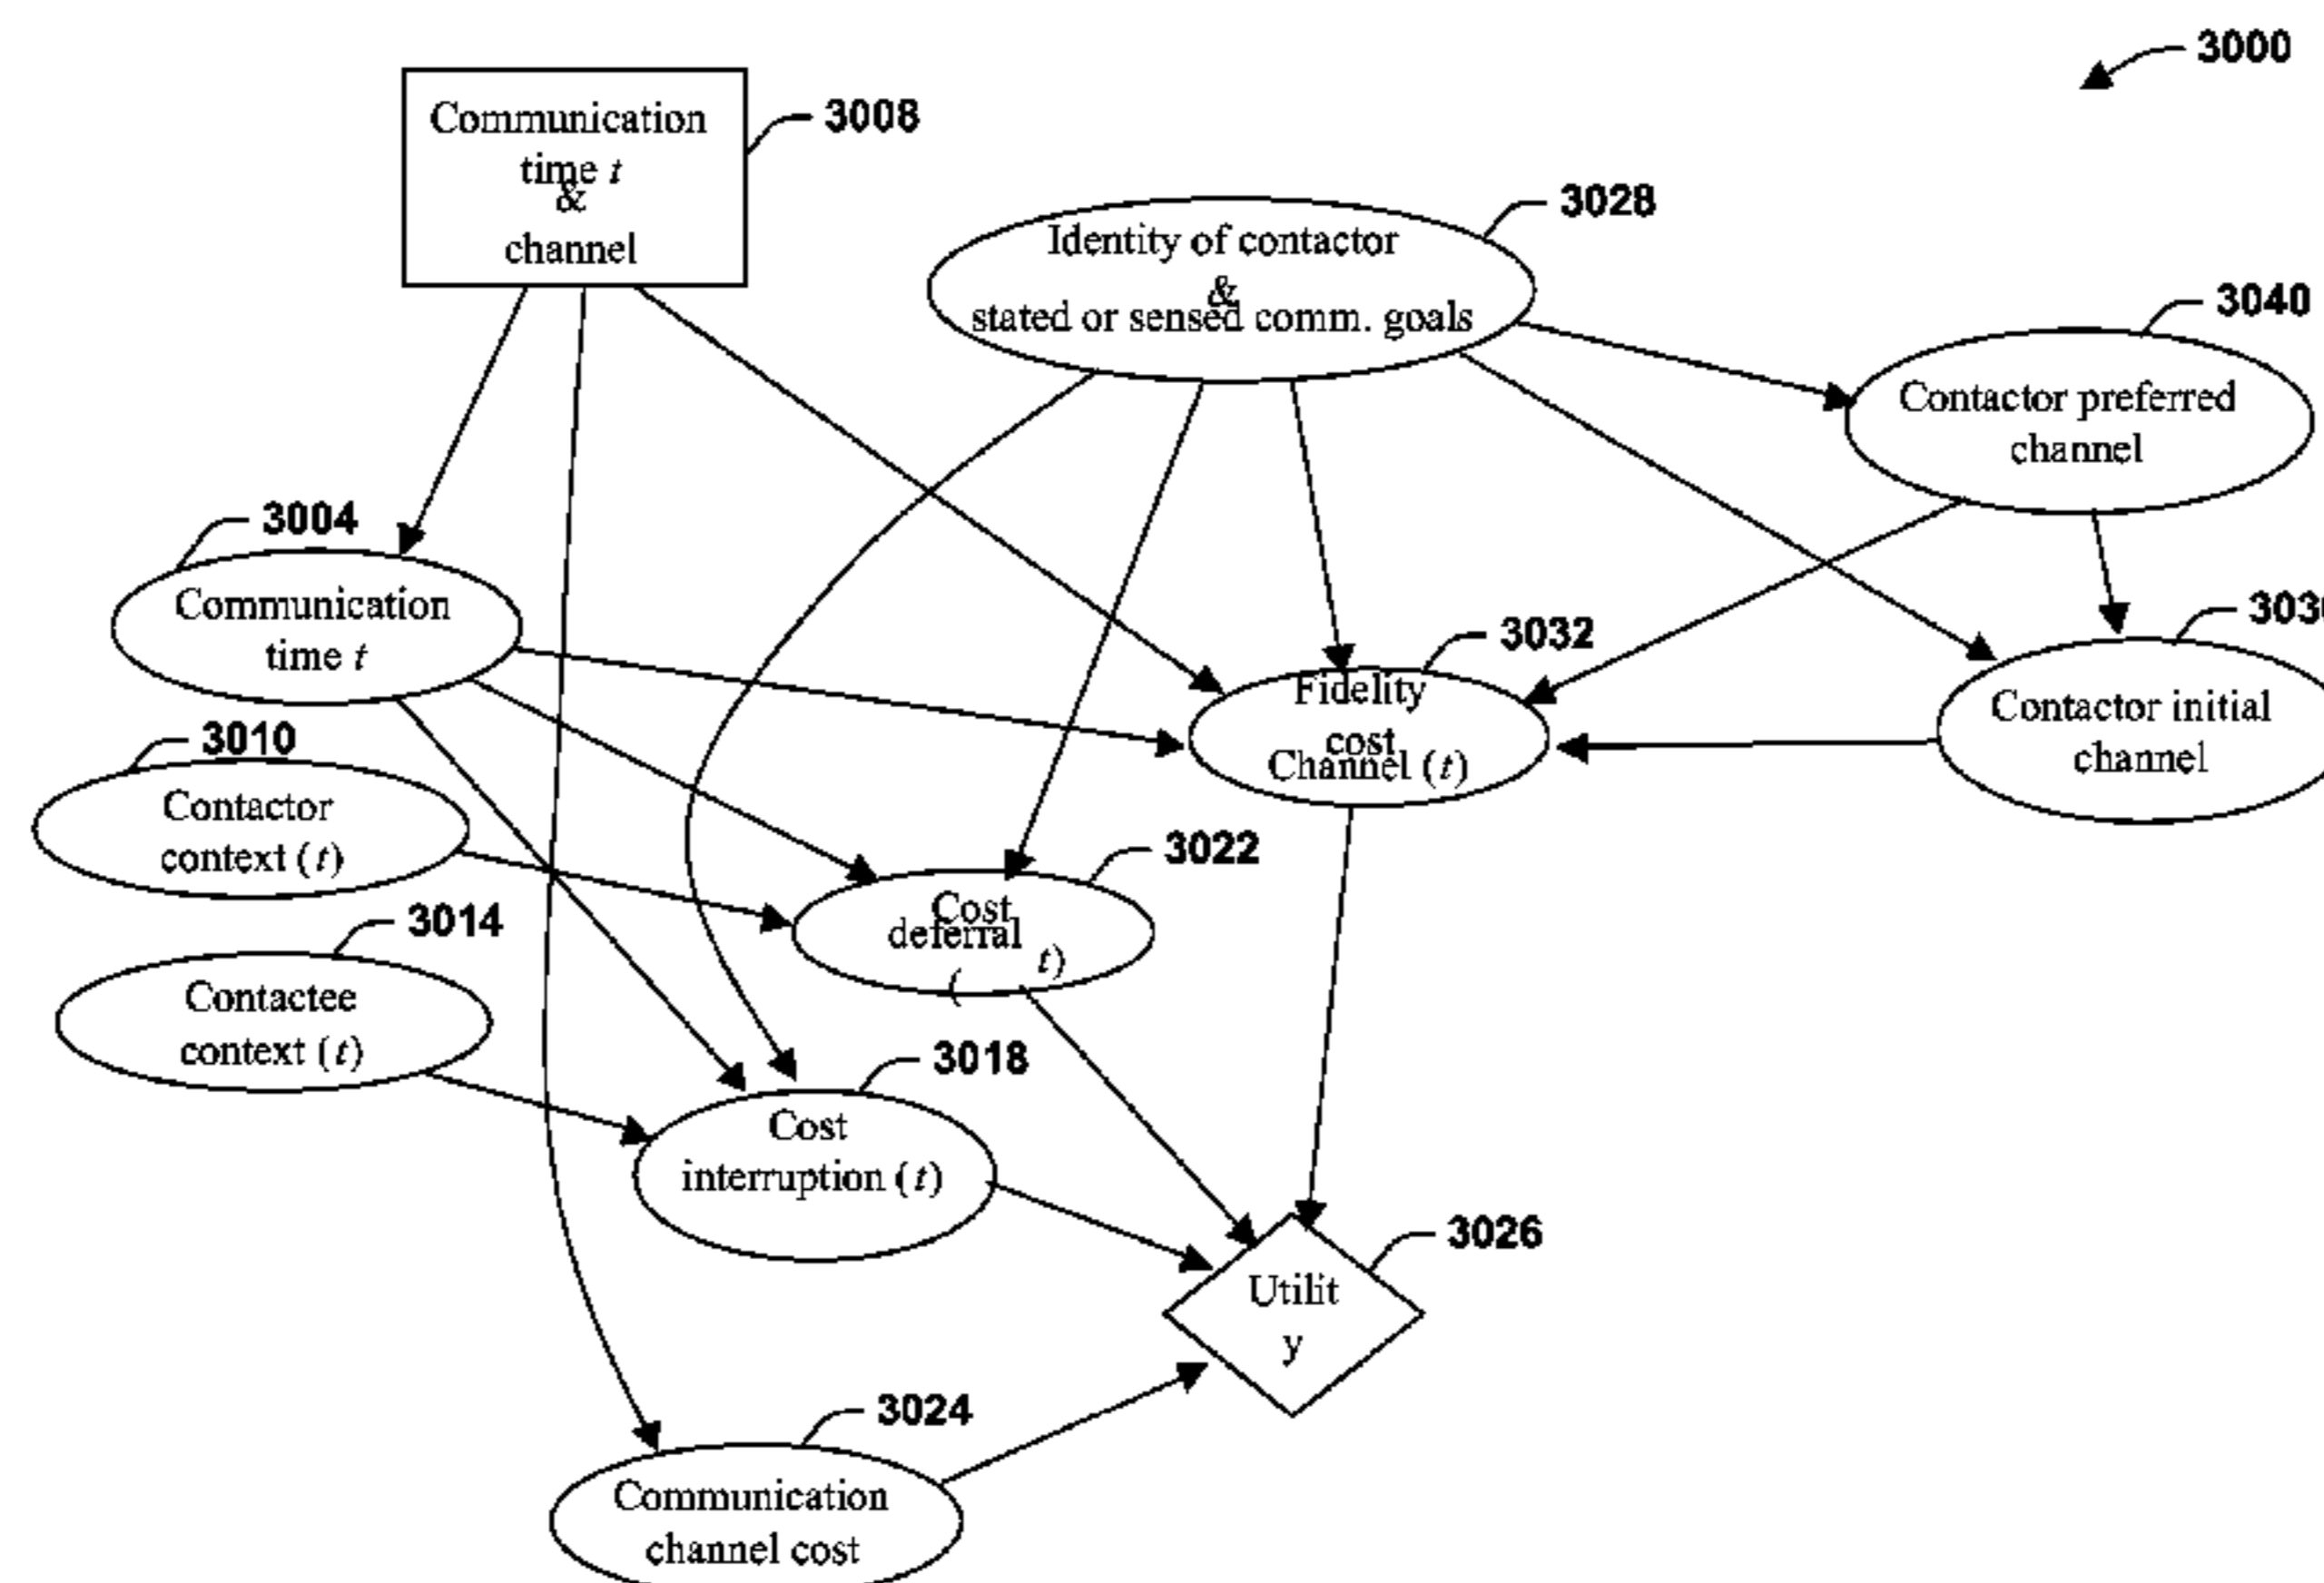 3000
Communication
time t
&
channel
3008
3028
Identity of contactor
&
stated or sensed comm. goals
3040
Contactor preferred
channel
3004
Communication
time t
3032
Fidelity
cost
Channel (t)
Contactor initial
channel
3010
Contactor
context (t)
3022
Cost
deferral
( t)
3014
Contactee
context (t)
3018
Cost
interruption (t)
3026
Utilit
y
3024
Communication
channel cost